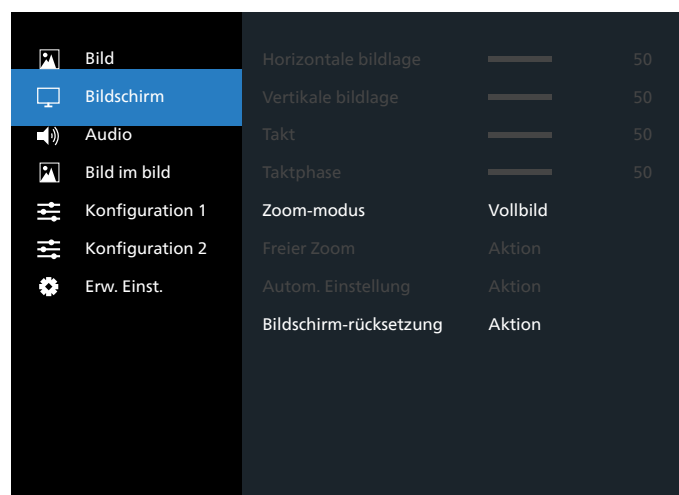 Bild
Bildschirm
Audio
Bild im bild
Konfiguration 1
Konfiguration 2
Erw. Einst.
Horizontale bildlage 50
Vertikale bildlage 50
Takt 50
Taktphase 50
Zoom-modus Vollbild
Freier Zoom Aktion
Autom. Einstellung Aktion
Bildschirm-rücksetzung Aktion